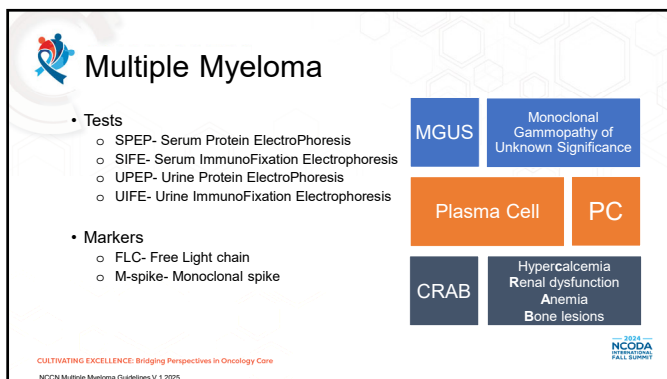 Multiple Myeloma
• Tests
o SPEP- Serum Protein ElectroPhoresis
o SIFE- Serum ImmunoFixation Electrophoresis
o UPEP- Urine Protein ElectroPhoresis
o UIFE- Urine ImmunoFixation Electrophoresis
• Markers
o FLC- Free Light chain
o M-spike- Monoclonal spike
MGUS
Monoclonal
Gammopathy of
Unknown Significance
Plasma Cell
PC
CRAB
Hypercalcemia
Renal dysfunction
Anemia
Bone lesions
CULTIVATING EXCELLENCE: Bridging Perspectives in Oncology Care
NCCN Multiple Myeloma Guidelines V 1.2025
2024
NCODA
INTERNATIONAL
FALL SUMMIT